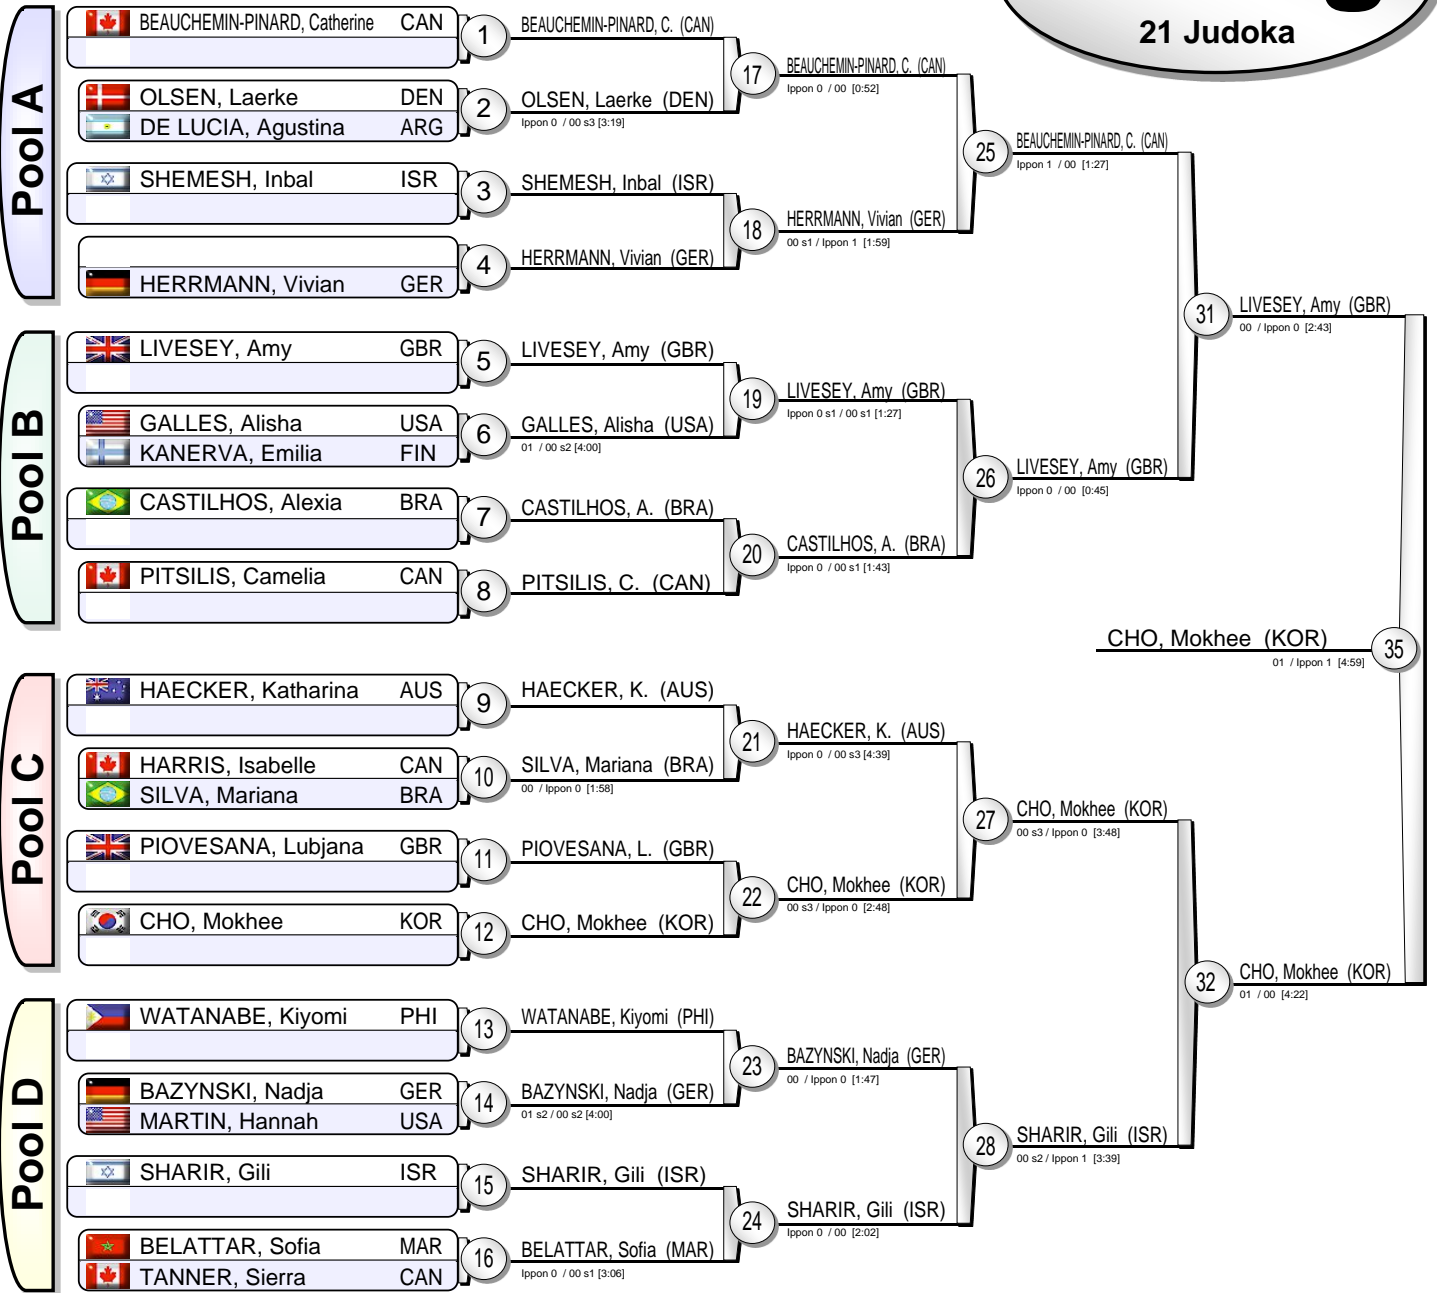 21 Judoka
Pool A
BEAUCHEMIN-PINARD, Catherine CAN
1
OLSEN, Laerke DEN
DE LUCIA, Agustina ARG
2
SHEMESH, Inbal ISR
3
HERRMANN, Vivian GER
4
Pool B
LIVESEY, Amy GBR
5
GALLES, Alisha USA
KANERVA, Emilia FIN
6
CASTILHOS, Alexia BRA
7
PITSILIS, Camelia CAN
8
Pool C
HAECKER, Katharina AUS
9
HARRIS, Isabelle CAN
SILVA, Mariana BRA
10
PIOVESANA, Lubjana GBR
11
CHO, Mokhee KOR
12
Pool D
WATANABE, Kiyomi PHI
13
BAZYNSKI, Nadja GER
MARTIN, Hannah USA
14
SHARIR, Gili ISR
15
BELATTAR, Sofia MAR
TANNER, Sierra CAN
16
BEAUCHEMIN-PINARD, C. (CAN)
OLSEN, Laerke (DEN)
Ippon 0 / 00 s3 [3:19]
17
SHEMESH, Inbal (ISR)
HERRMANN, Vivian (GER)
18
LIVESEY, Amy (GBR)
GALLES, Alisha (USA)
01 / 00 s2 [4:00]
19
CASTILHOS, A. (BRA)
PITSILIS, C. (CAN)
20
HAECKER, K. (AUS)
SILVA, Mariana (BRA)
00 / Ippon 0 [1:58]
21
PIOVESANA, L. (GBR)
CHO, Mokhee (KOR)
22
WATANABE, Kiyomi (PHI)
BAZYNSKI, Nadja (GER)
01 s2 / 00 s2 [4:00]
23
SHARIR, Gili (ISR)
BELATTAR, Sofia (MAR)
Ippon 0 / 00 s1 [3:06]
24
BEAUCHEMIN-PINARD, C. (CAN)
Ippon 0 / 00 [0:52]
HERRMANN, Vivian (GER)
00 s1 / Ippon 1 [1:59]
25
LIVESEY, Amy (GBR)
Ippon 0 s1 / 00 s1 [1:27]
CASTILHOS, A. (BRA)
Ippon 0 / 00 s1 [1:43]
26
HAECKER, K. (AUS)
Ippon 0 / 00 s3 [4:39]
CHO, Mokhee (KOR)
00 s3 / Ippon 0 [2:48]
27
BAZYNSKI, Nadja (GER)
00 / Ippon 0 [1:47]
SHARIR, Gili (ISR)
Ippon 0 / 00 [2:02]
28
BEAUCHEMIN-PINARD, C. (CAN)
Ippon 1 / 00 [1:27]
LIVESEY, Amy (GBR)
Ippon 0 / 00 [0:45]
31
CHO, Mokhee (KOR)
00 s3 / Ippon 0 [3:48]
SHARIR, Gili (ISR)
00 s2 / Ippon 1 [3:39]
32
LIVESEY, Amy (GBR)
00 / Ippon 0 [2:43]
CHO, Mokhee (KOR)
01 / 00 [4:22]
35
CHO, Mokhee (KOR)
01 / Ippon 1 [4:59]